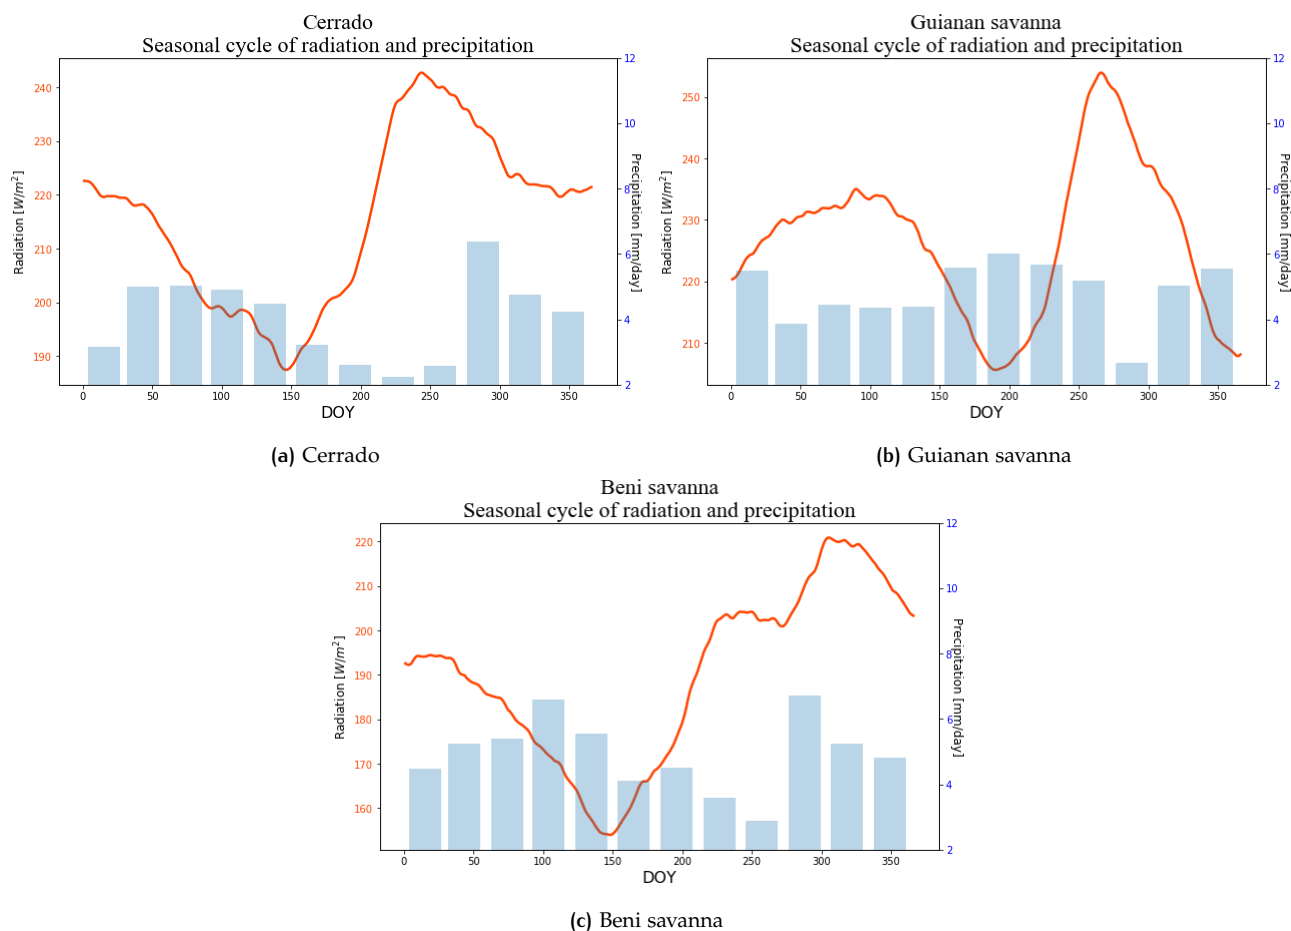 Cerrado
Seasonal cycle of radiation and precipitation
Radiation [W/m²]
240
230
220
210
200
190
12
10
8
6
4
2
Precipitation [mm/day]
0 50 100 150 200 250 300 350
DOY
(a) Cerrado
Guianan savanna
Seasonal cycle of radiation and precipitation
Radiation [W/m²]
250
240
230
220
210
12
10
8
6
4
2
Precipitation [mm/day]
0 50 100 150 200 250 300 350
DOY
(b) Guianan savanna
Beni savanna
Seasonal cycle of radiation and precipitation
Radiation [W/m²]
220
210
200
190
180
170
160
12
10
8
6
4
2
Precipitation [mm/day]
0 50 100 150 200 250 300 350
DOY
(c) Beni savanna